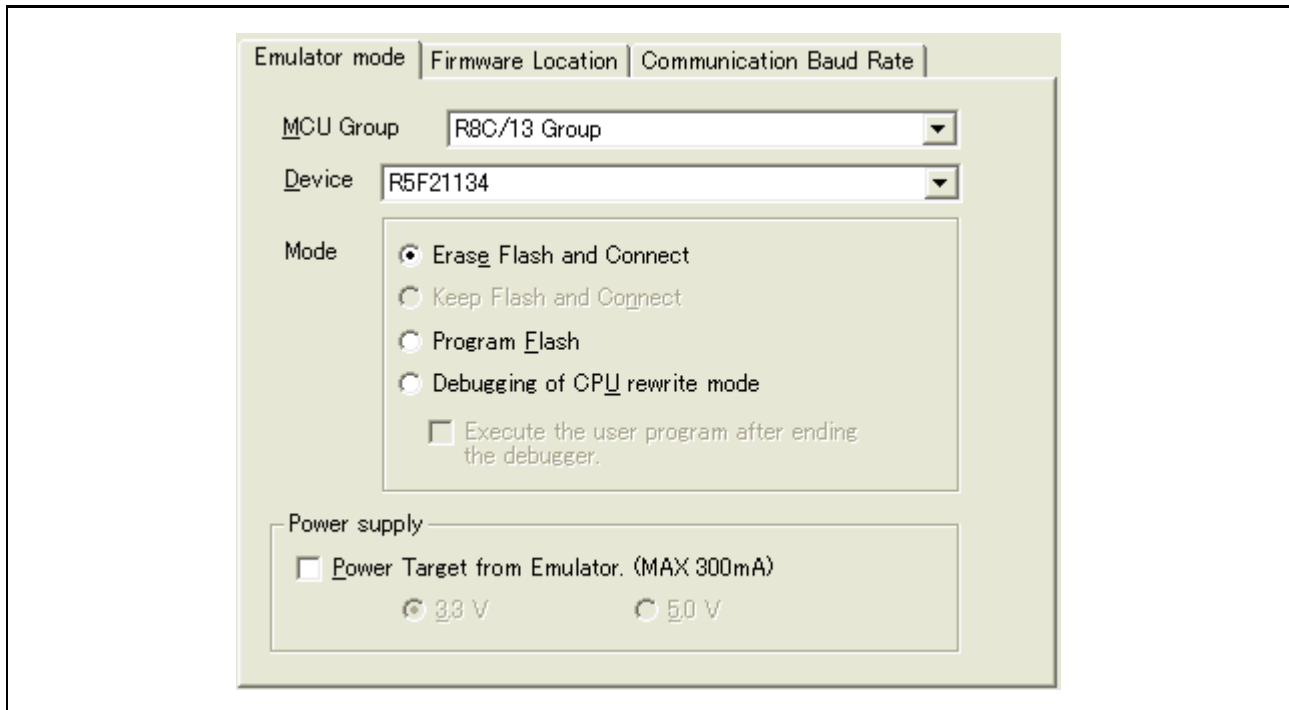 Emulator mode Firmware Location Communication Baud Rate
MCU Group R8C/13 Group
Device R5F21134
Mode Erase Flash and Connect
Keep Flash and Connect
Program Flash
Debugging of CPU rewrite mode
Execute the user program after ending
the debugger.
Power supply
Power Target from Emulator. (MAX 300mA)
3.3 V 5.0 V